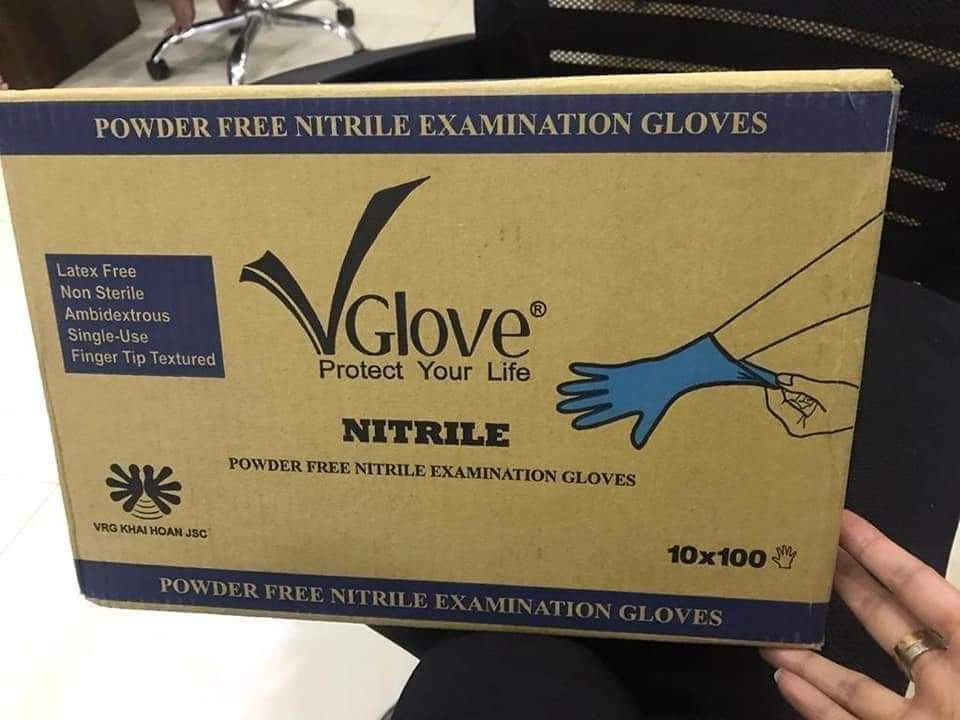 POWDER FREE NITRILE EXAMINATION GLOVES
Latex Free
Non Sterile
Ambidextrous
Single-Use
Finger Tip Textured
VGlove®
Protect Your Life
NITRILE
POWDER FREE NITRILE EXAMINATION GLOVES
VRG KHAI HOAN JSC
10x100
POWDER FREE NITRILE EXAMINATION GLOVES